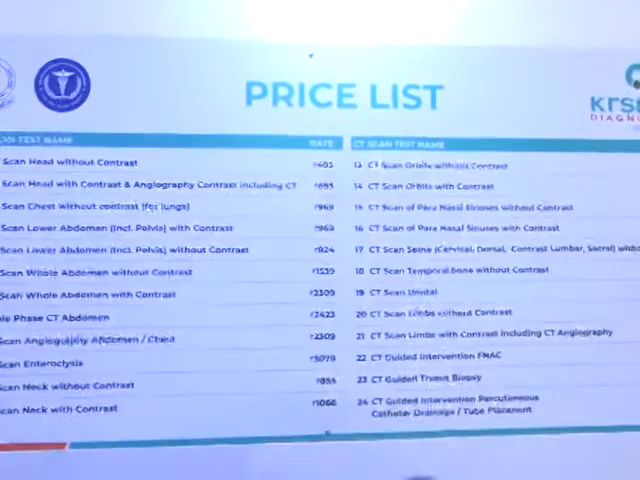 PRICE LIST
SCAN TEST NAME RATE
Scan Head without Contrast
Scan Head with Contrast & Angiography Contrast including CT
Scan Chest without contrast (for lungs) ₹969
Scan Lower Abdomen (incl. Pelvis) with Contrast ₹969
Scan Lower Abdomen (Incl. Pelvis) without Contrast ₹824
Scan Whole Abdomen without Contrast ₹1539
Scan Whole Abdomen with Contrast ₹2309
Phase CT Abdomen ₹2423
Scan Angiography Abdomen / Chest ₹2309
Scan Enteroclysis
Scan Neck without Contrast ₹855
Scan Neck with Contrast ₹1066
CT SCAN TEST NAME
13 CT Scan Orbits without Contrast
14 CT Scan Orbits with Contrast
15 CT Scan of Para Nasal Sinuses without Contrast
16 CT Scan of Para Nasal Sinuses with Contrast
17 CT Scan Spine (Cervical, Dorsal, Contrast Lumbar, Sacral)
18 CT Scan Temporal bone without Contrast
19 CT Scan
20 CT Scan Limbs without Contrast
21 CT Scan Limbs with Contrast including CT Angiography
22 CT Guided Intervention FNAC
23 CT Guided Trucut Biopsy
24 CT Guided Intervention Percutaneous
Catheter Drainage / Tube Placement